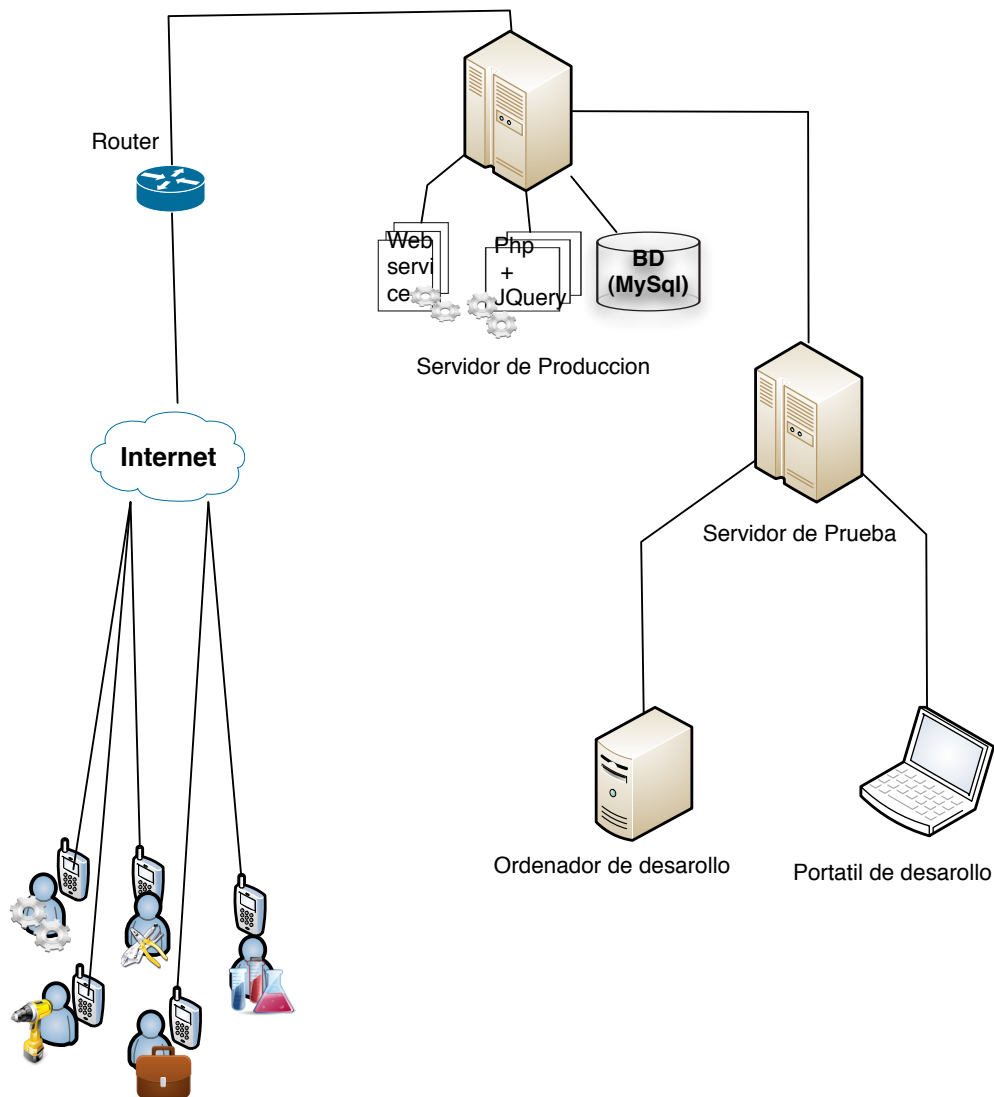 Router
Web
servi
ce
Php
+
JQuery
BD
(MySql)
Servidor de Produccion
Internet
Servidor de Prueba
Ordenador de desarollo
Portatil de desarollo